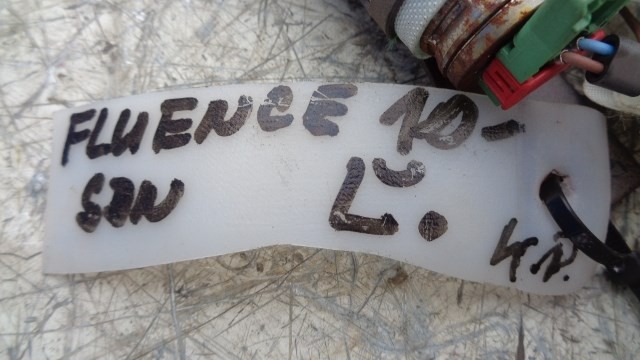 FLUENCE 10-
SDN Ľ.
Ч.P.